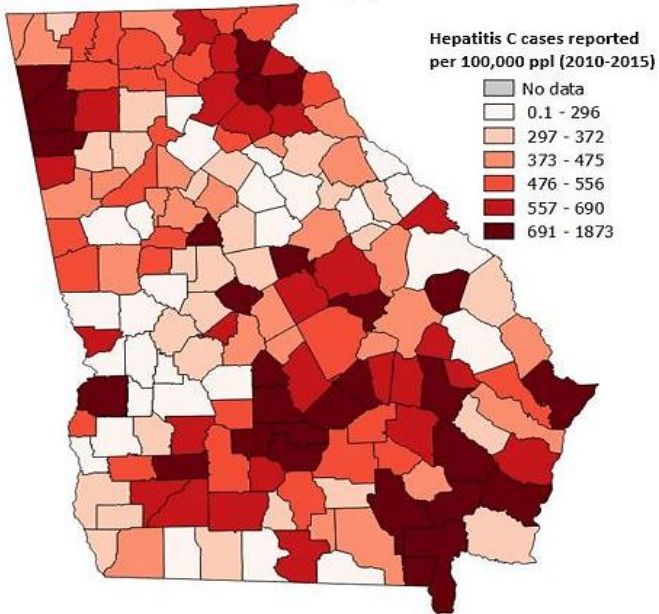 Hepatitis C cases reported
per 100,000 ppl (2010-2015)
No data
0.1 - 296
297 - 372
373 - 475
476 - 556
557 - 690
691 - 1873